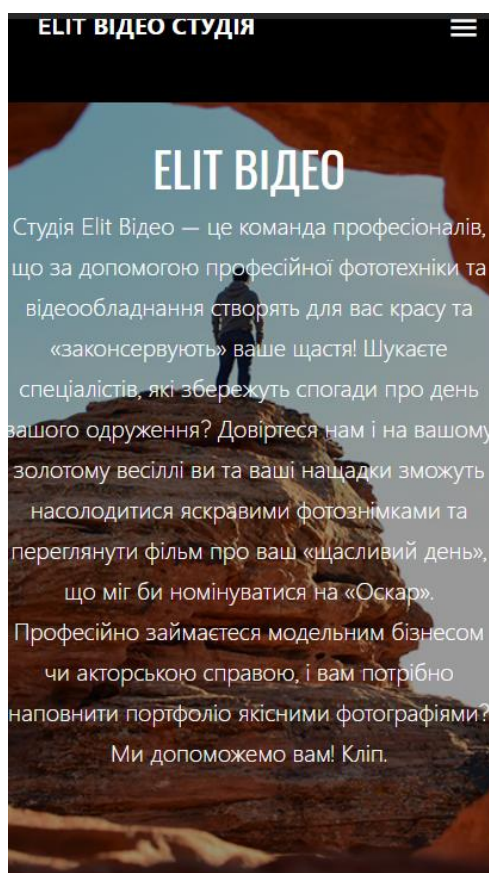 ELIT ВІДЕО СТУДІЯ
ELIT ВІДЕО
Студія Elit Відео — це команда професіоналів,
що за допомогою професійної фототехніки та
відеообладнання створять для вас красу та
«законсервують» ваше щастя! Шукаєте
спеціалістів, які збережуть спогади про день
вашого одруження? Довіртеся нам і на вашому
золотому весіллі ви та ваші нащадки зможуть
насолодитися яскравими фотознімками та
переглянути фільм про ваш «щасливий день»,
що міг би номінуватися на «Оскар».
Професійно займаєтеся модельним бізнесом
чи акторською справою, і вам потрібно
наповнити портфоліо якісними фотографіями?
Ми допоможемо вам! Кліп.